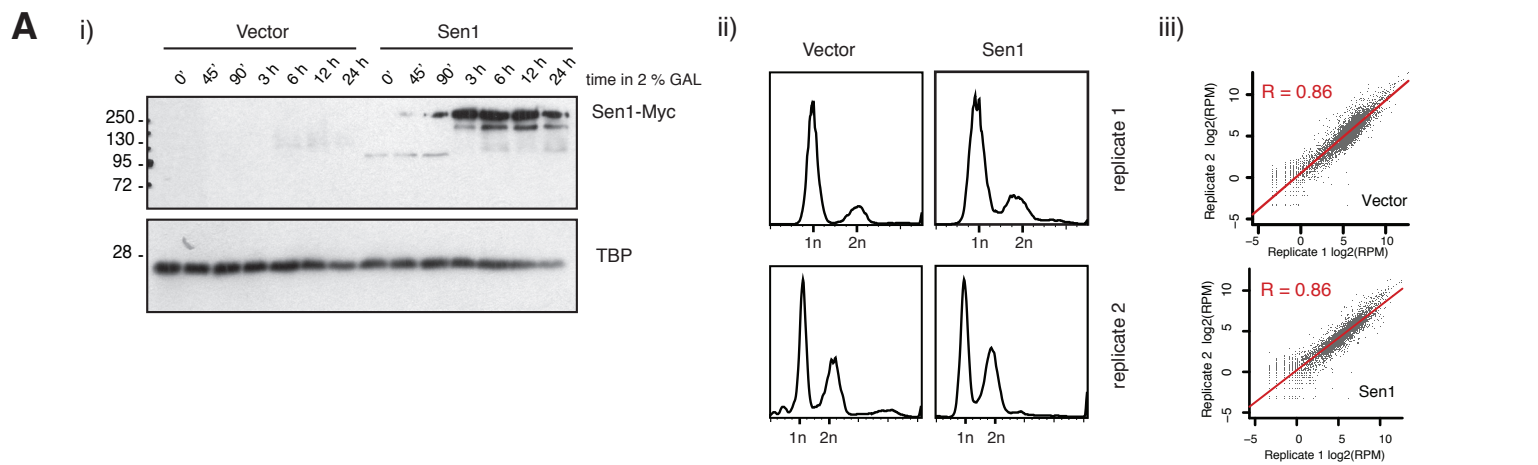 A
i)
Vector Sen1
0' 45' 90' 3 h 6 h 12 h 24 h 0' 45' 90' 3 h 6 h 12 h 24 h time in 2 % GAL
250
130
95
72
Sen1-Myc
28
TBP
ii)
Vector Sen1
replicate 1
1n 2n 1n 2n
replicate 2
1n 2n 1n 2n
iii)
R = 0.86
Replicate 2 log2(RPM)
10
5
0
−5
Vector
−5 0 5 10
Replicate 1 log2(RPM)
R = 0.86
Replicate 2 log2(RPM)
10
5
0
−5
Sen1
−5 0 5 10
Replicate 1 log2(RPM)